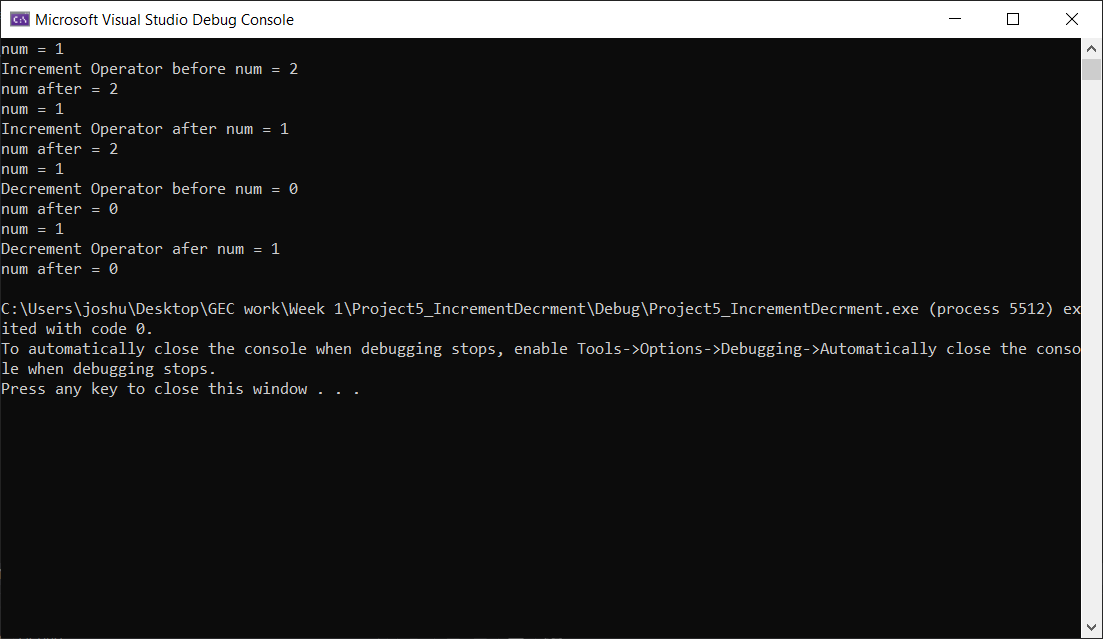 Microsoft Visual Studio Debug Console
num = 1
Increment Operator before num = 2
num after = 2
num = 1
Increment Operator after num = 1
num after = 2
num = 1
Decrement Operator before num = 0
num after = 0
num = 1
Decrement Operator afer num = 1
num after = 0
C:\Users\joshu\Desktop\GEC work\Week 1\Project5_IncrementDecrment\Debug\Project5_IncrementDecrment.exe (process 5512) ex
ited with code 0.
To automatically close the console when debugging stops, enable Tools->Options->Debugging->Automatically close the conso
le when debugging stops.
Press any key to close this window . . .